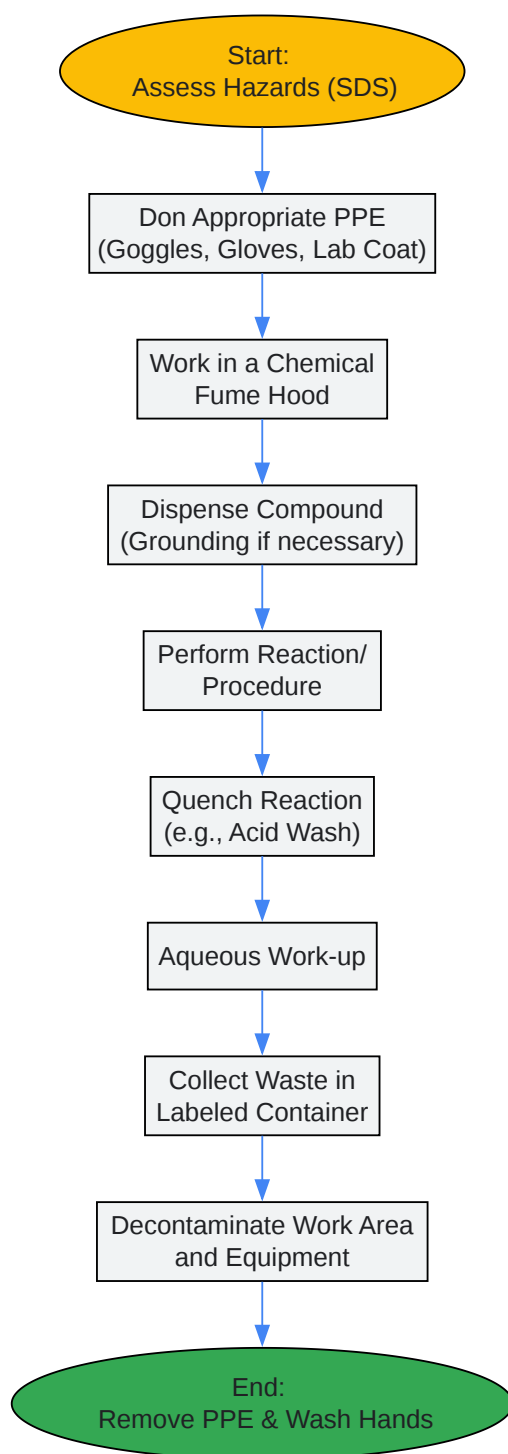 Start:
Assess Hazards (SDS)
Don Appropriate PPE
(Goggles, Gloves, Lab Coat)
Work in a Chemical
Fume Hood
Dispense Compound
(Grounding if necessary)
Perform Reaction/
Procedure
Quench Reaction
(e.g., Acid Wash)
Aqueous Work-up
Collect Waste in
Labeled Container
Decontaminate Work Area
and Equipment
End:
Remove PPE & Wash Hands